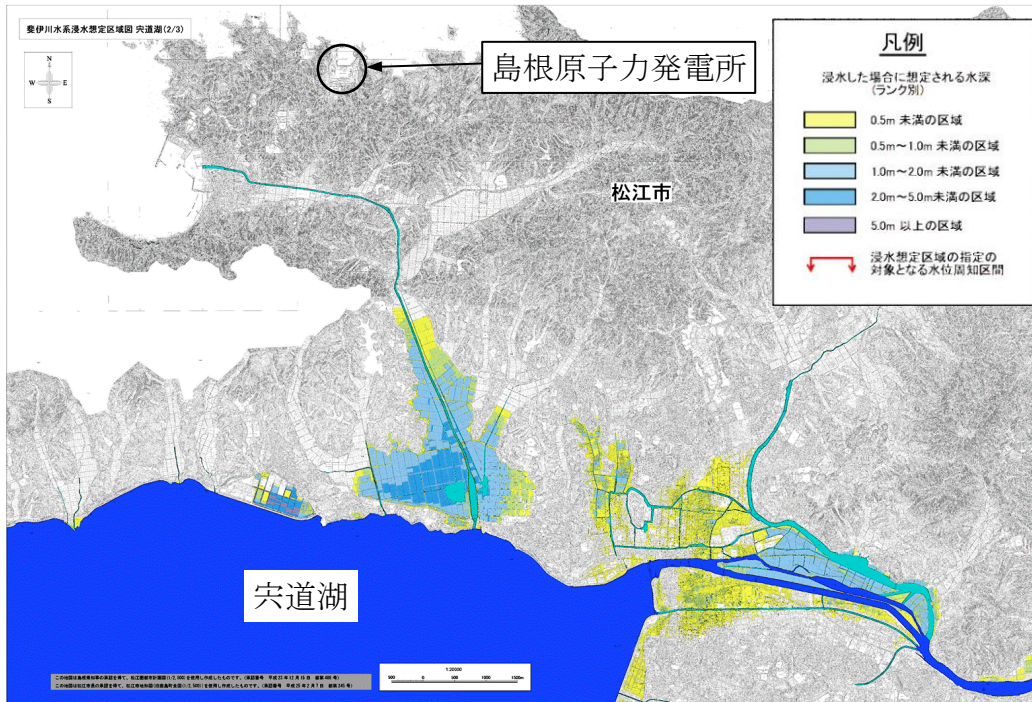 斐伊川水系浸水想定区域図 宍道湖(2/3)
N
W E
S
島根原子力発電所
松江市
宍道湖
凡例
浸水した場合に想定される水深
(ランク別)
0.5m 未満の区域
0.5m～1.0m 未満の区域
1.0m～2.0m 未満の区域
2.0m～5.0m未満の区域
5.0m 以上の区域
浸水想定区域の指定の
対象となる水位周知区間
1:20000
500 0 500 1000 1500m